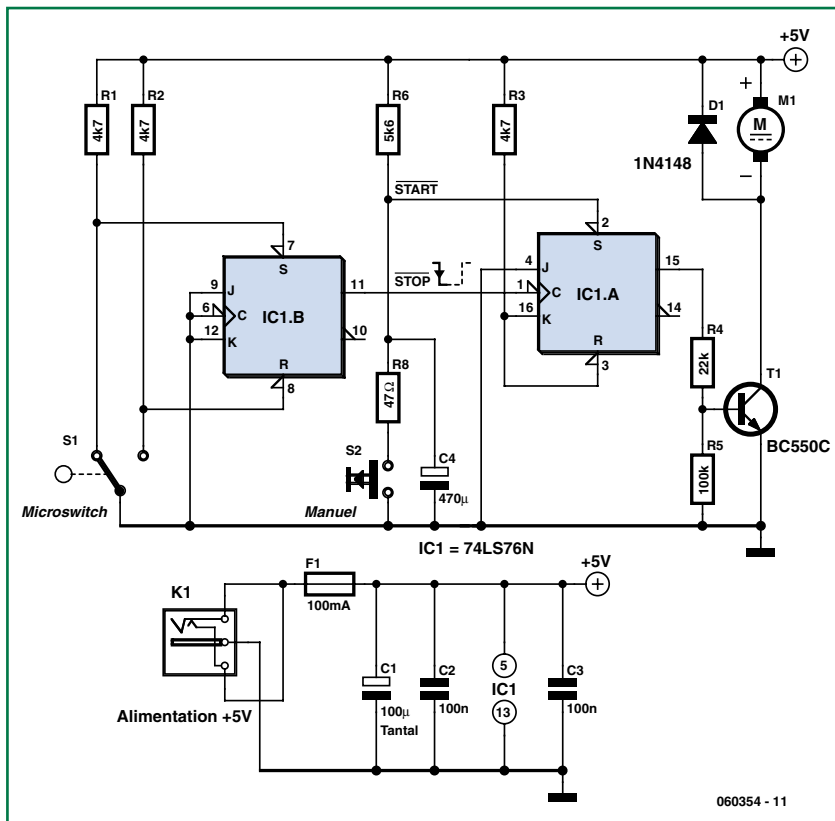 +5V
R1
4k7
R2
4k7
R6
5k6
R3
4k7
D1
1N4148
+
M
M1
–
START
2
7
S
S
9
J
11
STOP
4
J
15
6
C
IC1.B
1
C
IC1.A
12
K
10
16
K
14
R
8
R
3
R4
22k
R8
47Ω
T1
BC550C
S1
S2
C4
470µ
R5
100k
Microswitch
Manuel
IC1 = 74LS76N
K1
F1
100mA
+5V
C1
100µ
Tantal
C2
100n
5
IC1
13
C3
100n
Alimentation +5V
060354 - 11